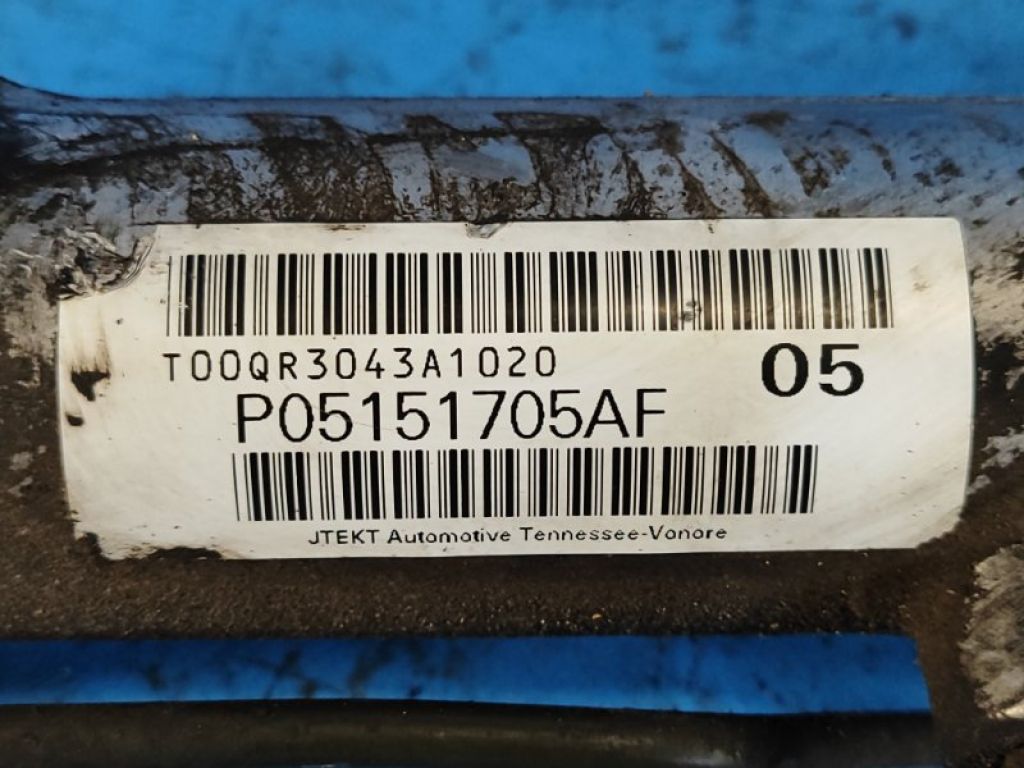 T00QR3043A1020
05
P05151705AF
JTEKT Automotive Tennessee-Vonore